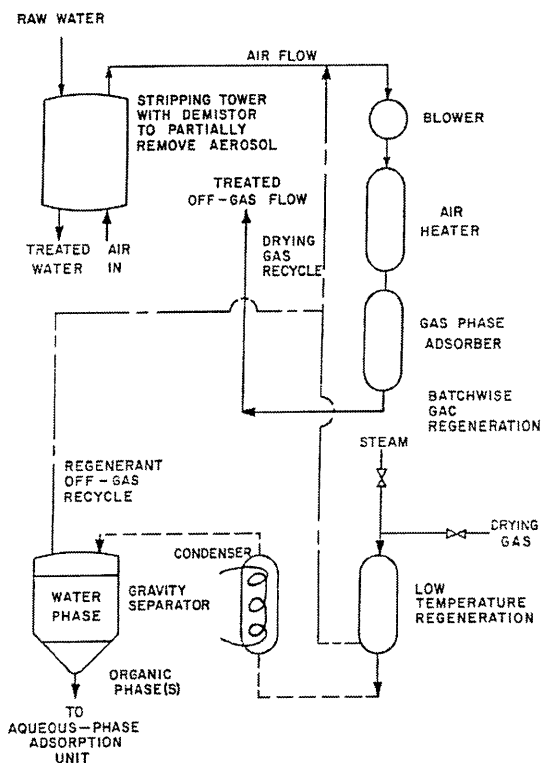 RAW WATER
AIR FLOW
STRIPPING TOWER
WITH DEMISTOR
TO PARTIALLY
REMOVE AEROSOL
BLOWER
TREATED
OFF-GAS FLOW
AIR
HEATER
TREATED
WATER
AIR
IN
DRYING
GAS
RECYCLE
GAS PHASE
ADSORBER
BATCHWISE
GAC
REGENERATION
STEAM
REGENERANT
OFF-GAS
RECYCLE
DRYING
GAS
CONDENSER
WATER
PHASE
GRAVITY
SEPARATOR
LOW
TEMPERATURE
REGENERATION
ORGANIC
PHASE(S)
TO
AQUEOUS-PHASE
ADSORPTION
UNIT